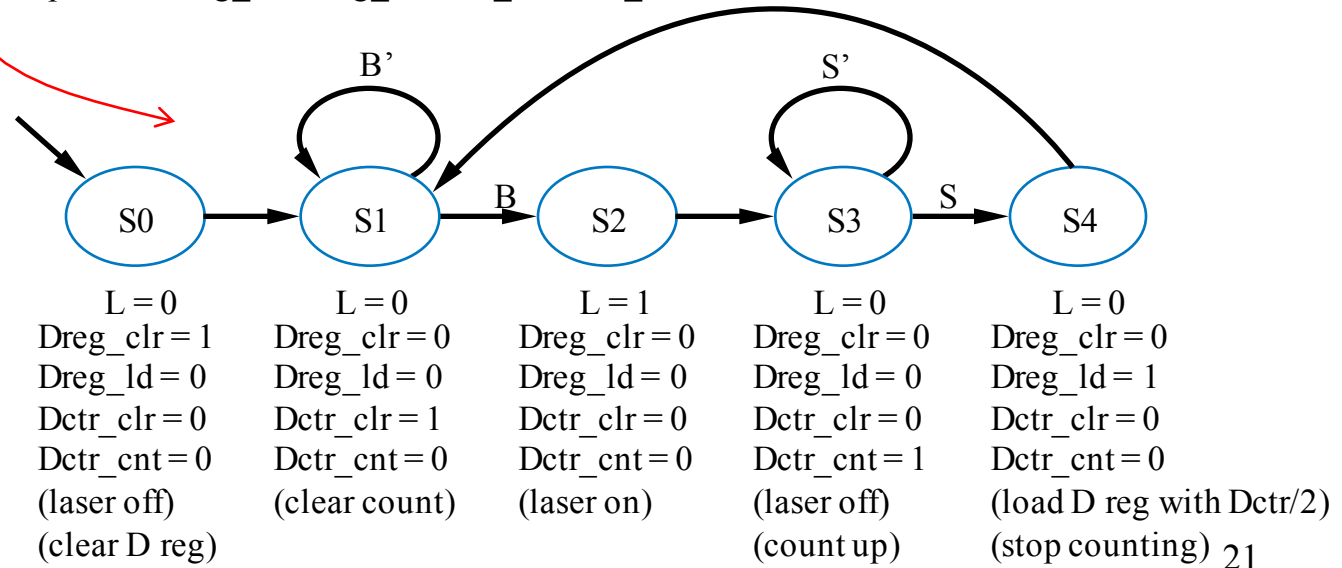 B’
S’
B
S
S0
S1
S2
S3
S4
L = 0
Dreg_clr = 1
Dreg_ld = 0
Dctr_clr = 0
Dctr_cnt = 0
(laser off)
(clear D reg)
L = 0
Dreg_clr = 0
Dreg_ld = 0
Dctr_clr = 1
Dctr_cnt = 0
(clear count)
L = 1
Dreg_clr = 0
Dreg_ld = 0
Dctr_clr = 0
Dctr_cnt = 0
(laser on)
L = 0
Dreg_clr = 0
Dreg_ld = 0
Dctr_clr = 0
Dctr_cnt = 1
(laser off)
(count up)
L = 0
Dreg_clr = 0
Dreg_ld = 1
Dctr_clr = 0
Dctr_cnt = 0
(load D reg with Dctr/2)
(stop counting)
21